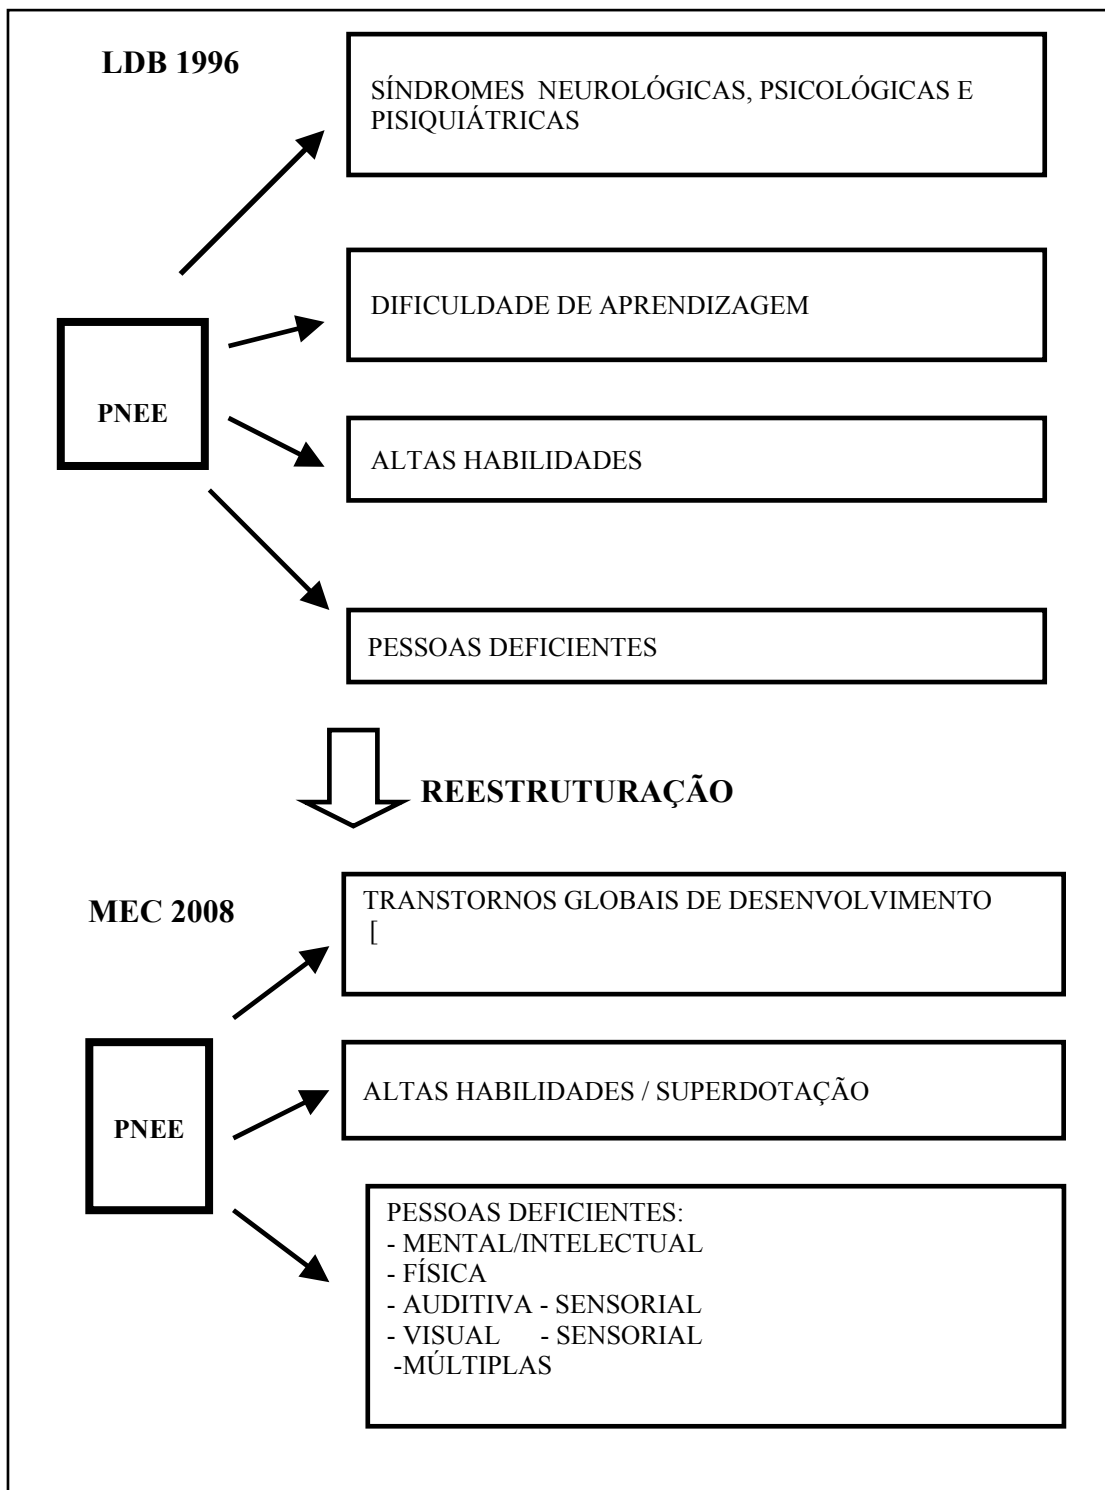 LDB 1996
SÍNDROMES NEUROLÓGICAS, PSICOLÓGICAS E
PISIQUIÁTRICAS
DIFICULDADE DE APRENDIZAGEM
PNEE
ALTAS HABILIDADES
PESSOAS DEFICIENTES
REESTRUTURAÇÃO
MEC 2008
TRANSTORNOS GLOBAIS DE DESENVOLVIMENTO
[
ALTAS HABILIDADES / SUPERDOTAÇÃO
PNEE
PESSOAS DEFICIENTES:
- MENTAL/INTELECTUAL
- FÍSICA
- AUDITIVA - SENSORIAL
- VISUAL - SENSORIAL
-MÚLTIPLAS